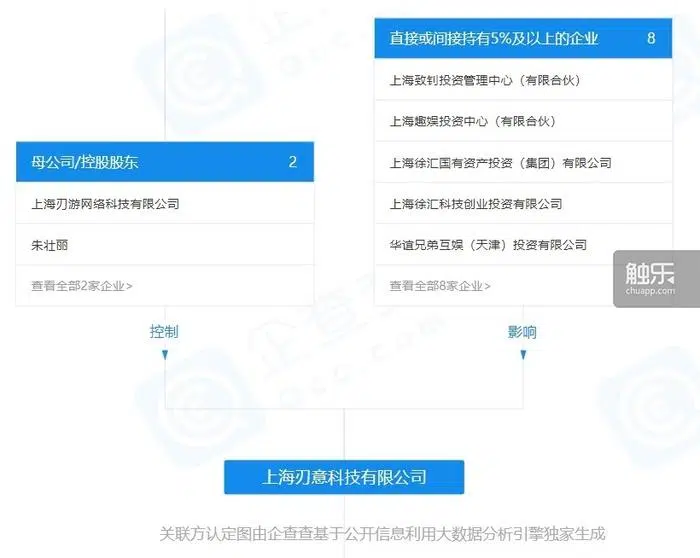 直接或间接持有5%及以上的企业 8
上海致钊投资管理中心（有限合伙）
上海趣娱投资中心（有限合伙）
上海徐汇国有资产投资（集团）有限公司
上海徐汇科技创业投资有限公司
华谊兄弟互娱（天津）投资有限公司
查看全部8家企业>
母公司/控股股东 2
上海刃游网络科技有限公司
朱壮丽
查看全部2家企业>
触乐
chuapp.com
控制
影响
上海刃意科技有限公司
关联方认定图由企查查基于公开信息利用大数据分析引擎独家生成